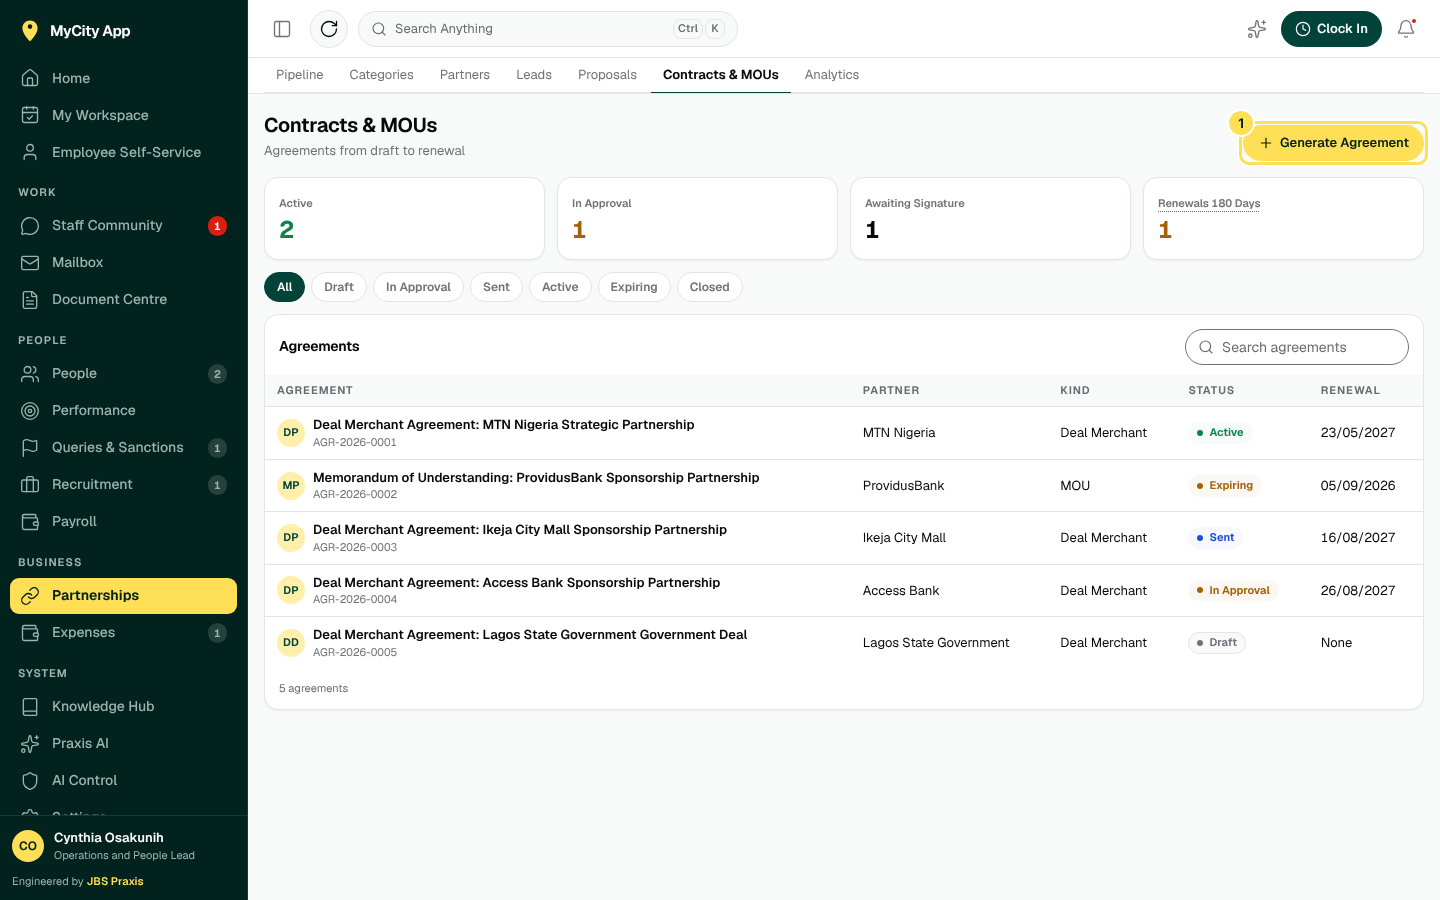 MyCity App
Home
My Workspace
Employee Self-Service
WORK
Staff Community 1
Mailbox
Document Centre
PEOPLE
People 2
Performance
Queries & Sanctions 1
Recruitment 1
Payroll
BUSINESS
Partnerships
Expenses 1
SYSTEM
Knowledge Hub
Praxis AI
AI Control
Settings
CO Cynthia Osakunih
Operations and People Lead
Engineered by JBS Praxis
Search Anything Ctrl K
Clock In
Pipeline Categories Partners Leads Proposals Contracts & MOUs Analytics
Contracts & MOUs
Agreements from draft to renewal
1
+ Generate Agreement
Active
2
In Approval
1
Awaiting Signature
1
Renewals 180 Days
1
All Draft In Approval Sent Active Expiring Closed
Agreements
Search agreements
AGREEMENT PARTNER KIND STATUS RENEWAL
DP Deal Merchant Agreement: MTN Nigeria Strategic Partnership MTN Nigeria Deal Merchant Active 23/05/2027
AGR-2026-0001
MP Memorandum of Understanding: ProvidusBank Sponsorship Partnership ProvidusBank MOU Expiring 05/09/2026
AGR-2026-0002
DP Deal Merchant Agreement: Ikeja City Mall Sponsorship Partnership Ikeja City Mall Deal Merchant Sent 16/08/2027
AGR-2026-0003
DP Deal Merchant Agreement: Access Bank Sponsorship Partnership Access Bank Deal Merchant In Approval 26/08/2027
AGR-2026-0004
DD Deal Merchant Agreement: Lagos State Government Government Deal Lagos State Government Deal Merchant Draft None
AGR-2026-0005
5 agreements